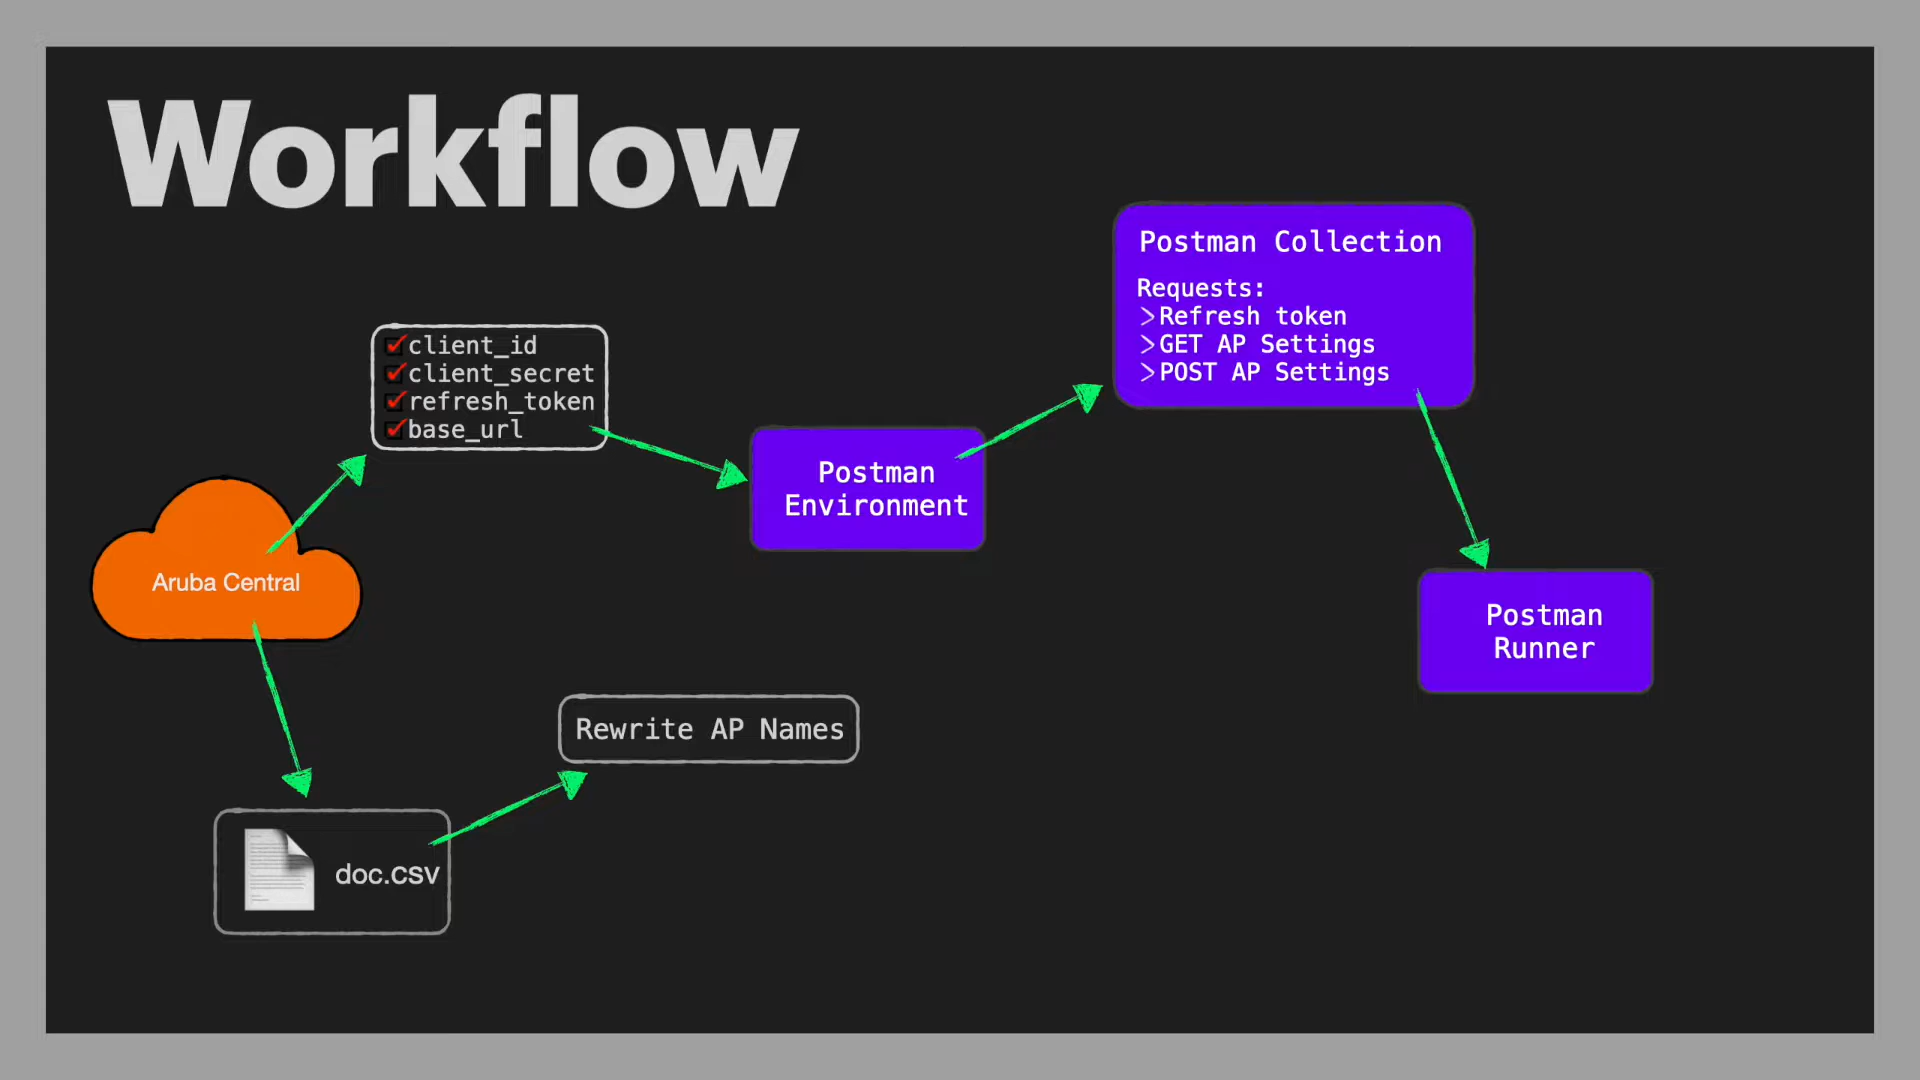 Workflow
Postman Collection
Requests:
>Refresh token
>GET AP Settings
>POST AP Settings
client_id
client_secret
refresh_token
base_url
Postman
Environment
Aruba Central
Postman
Runner
Rewrite AP Names
doc.csv